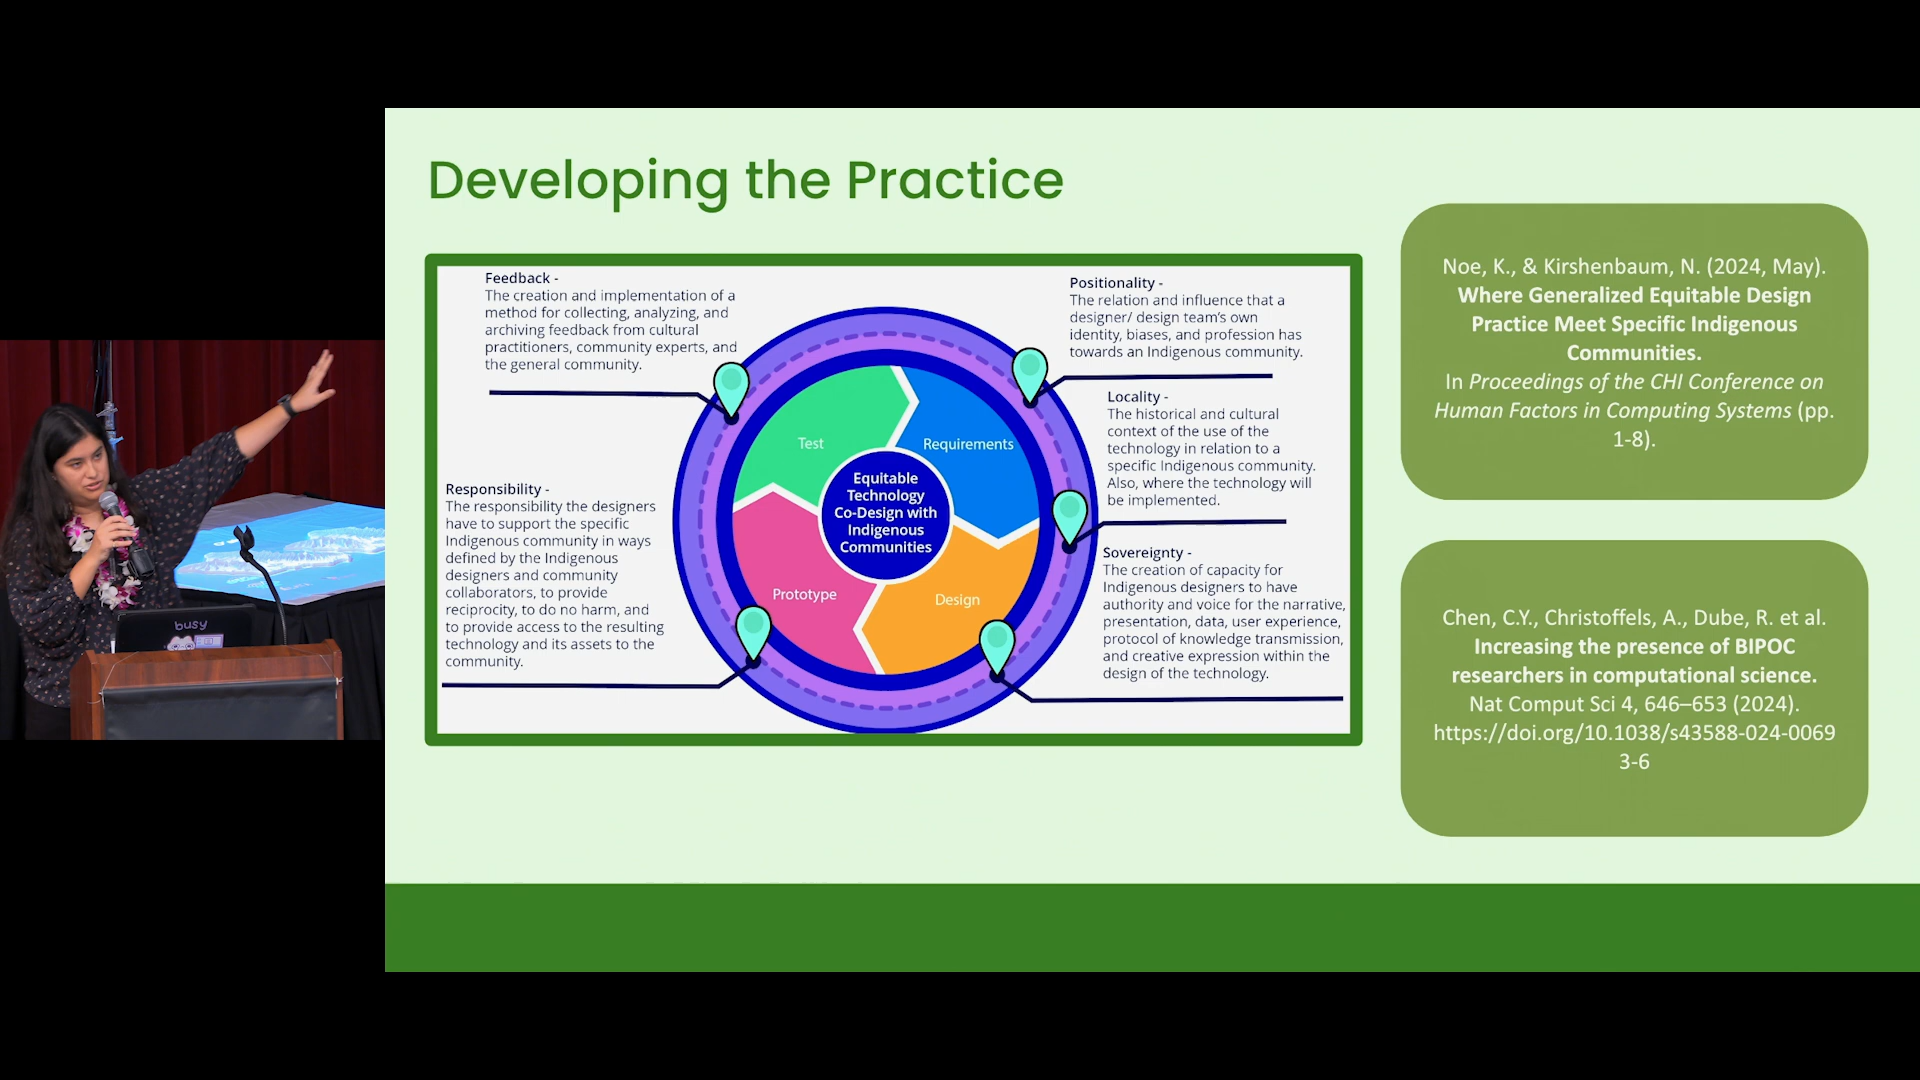 Developing the Practice
Feedback -
The creation and implementation of a
method for collecting, analyzing, and
archiving feedback from cultural
practitioners, community experts, and
the general community.
Responsibility -
The responsibility the designers
have to support the specific
Indigenous community in ways
defined by the Indigenous
designers and community
collaborators, to provide
reciprocity, to do no harm, and
to provide access to the resulting
technology and its assets to the
community.
Test
Requirements
Equitable
Technology
Co-Design with
Indigenous
Communities
Prototype
Design
Positionality -
The relation and influence that a
designer/ design team's own
identity, biases, and profession has
towards an Indigenous community.
Locality -
The historical and cultural
context of the use of the
technology in relation to a
specific Indigenous community.
Also, where the technology will
be implemented.
Sovereignty -
The creation of capacity for
Indigenous designers to have
authority and voice for the narrative,
presentation, data, user experience,
protocol of knowledge transmission,
and creative expression within the
design of the technology.
Noe, K., & Kirshenbaum, N. (2024, May).
Where Generalized Equitable Design
Practice Meet Specific Indigenous
Communities.
In Proceedings of the CHI Conference on
Human Factors in Computing Systems (pp.
1-8).
Chen, C.Y., Christoffels, A., Dube, R. et al.
Increasing the presence of BIPOC
researchers in computational science.
Nat Comput Sci 4, 646–653 (2024).
https://doi.org/10.1038/s43588-024-0069
3-6
busy